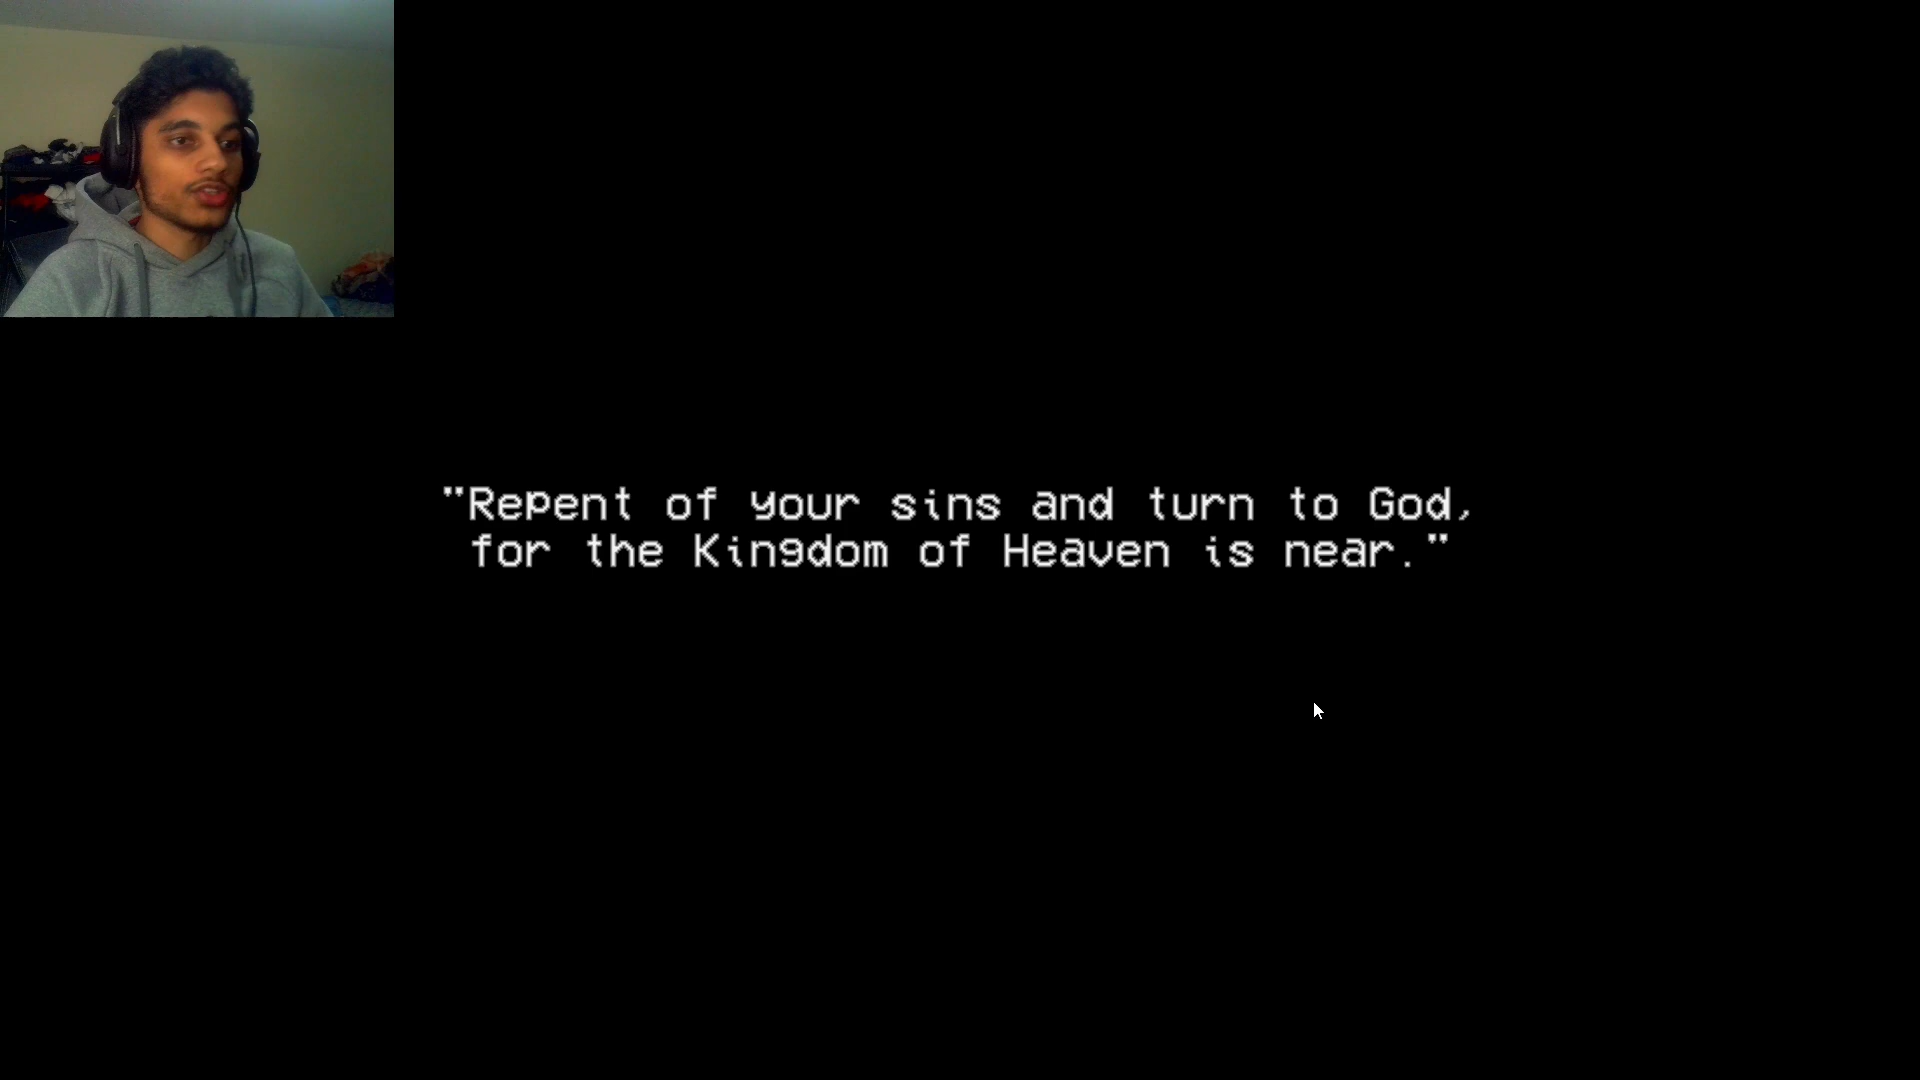 "Repent of your sins and turn to God,
for the Kingdom of Heaven is near."